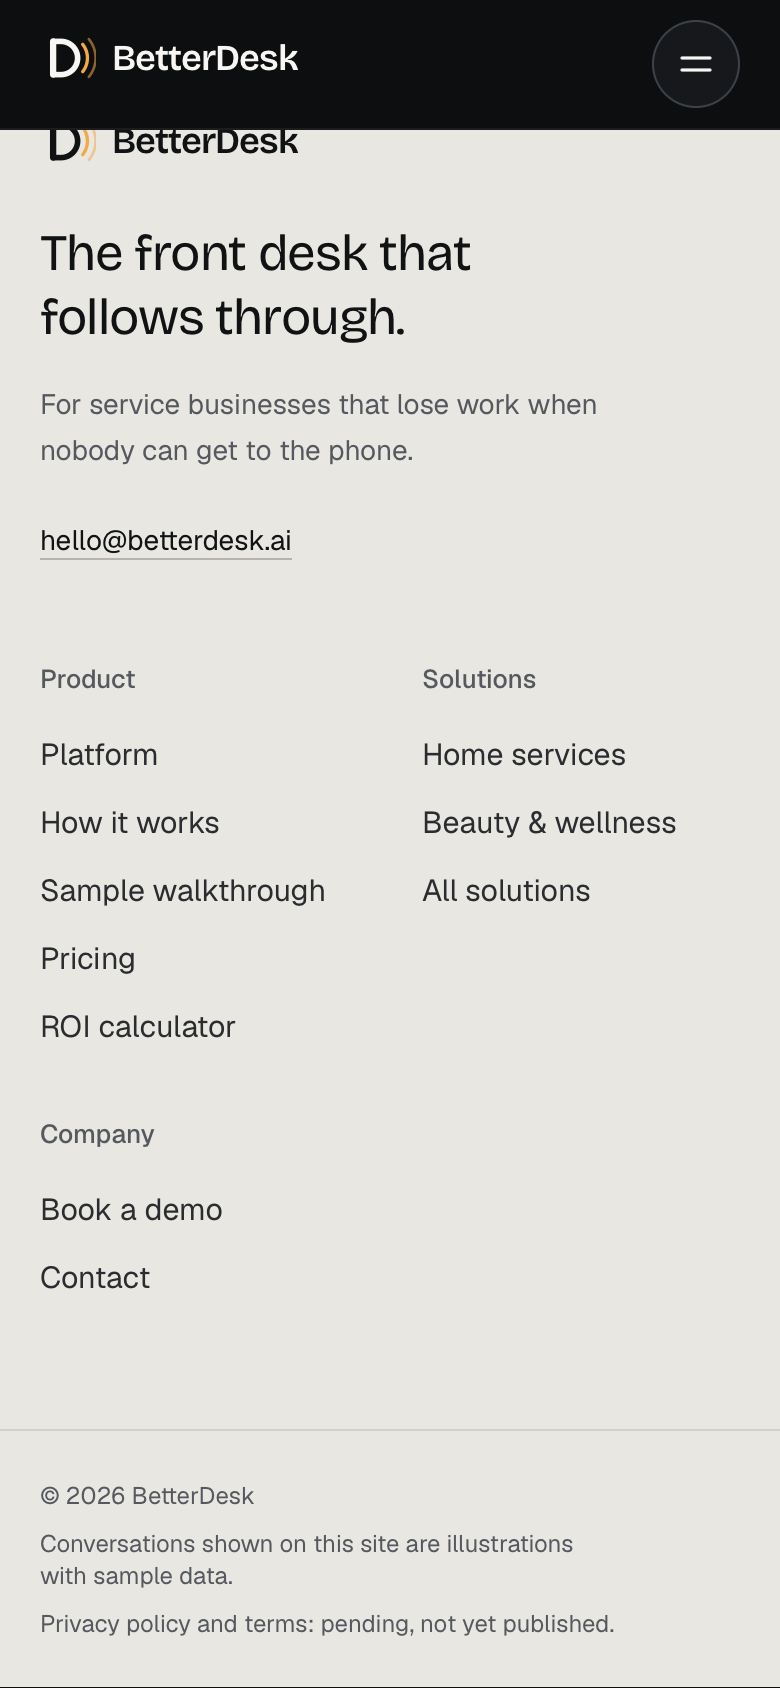 BetterDesk
BetterDesk
The front desk that
follows through.
For service businesses that lose work when
nobody can get to the phone.
hello@betterdesk.ai
Product
Platform
How it works
Sample walkthrough
Pricing
ROI calculator
Solutions
Home services
Beauty & wellness
All solutions
Company
Book a demo
Contact
© 2026 BetterDesk
Conversations shown on this site are illustrations
with sample data.
Privacy policy and terms: pending, not yet published.